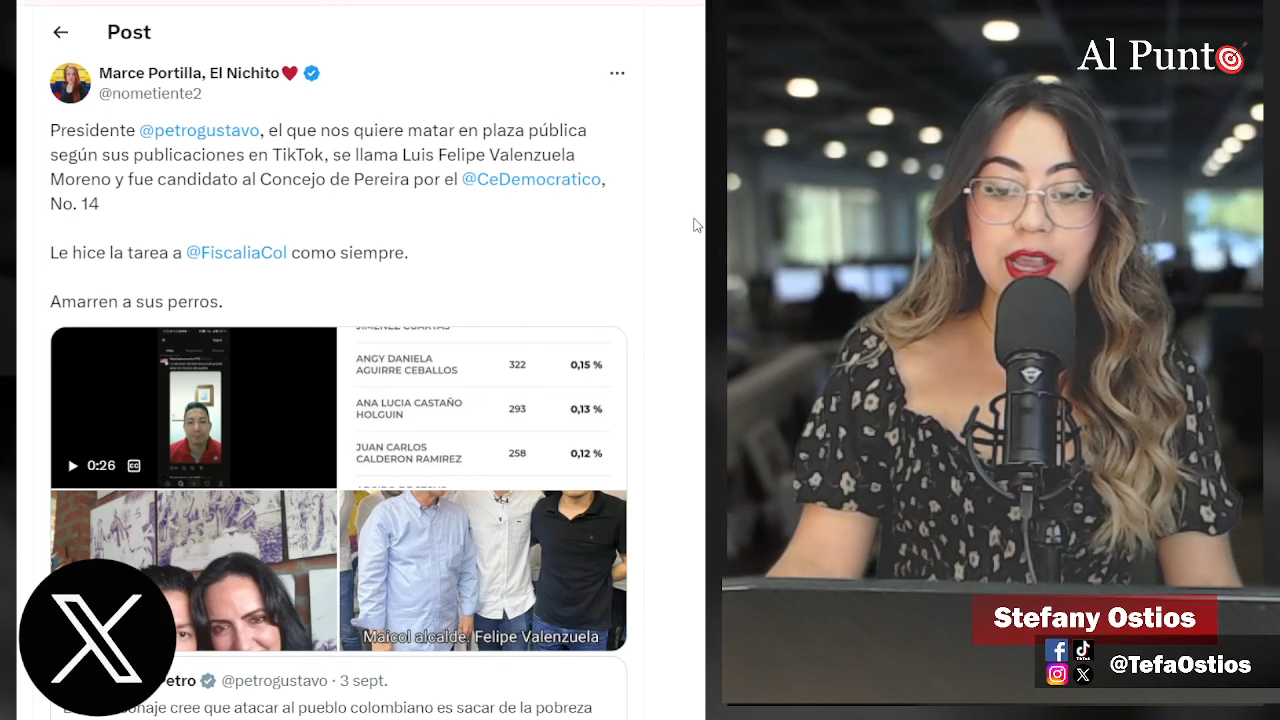 Post
Marce Portilla, El Nichito
@nometiente2
Presidente @petrogustavo, el que nos quiere matar en plaza pública
según sus publicaciones en TikTok, se llama Luis Felipe Valenzuela
Moreno y fue candidato al Concejo de Pereira por el @CeDemocratico,
No. 14
Le hice la tarea a @FiscaliaCol como siempre.
Amarren a sus perros.
0:26
CC
ANGY DANIELA
AGUIRRE CEBALLOS
322
0,15 %
ANA LUCIA CASTAÑO
HOLGUIN
293
0,13 %
JUAN CARLOS
CALDERON RAMIREZ
258
0,12 %
Maicol alcalde. Felipe Valenzuela
Petro @petrogustavo · 3 sept.
cree que atacar al pueblo colombiano es sacar de la pobreza
Al Punto
Stefany Ostios
@TefaOstios